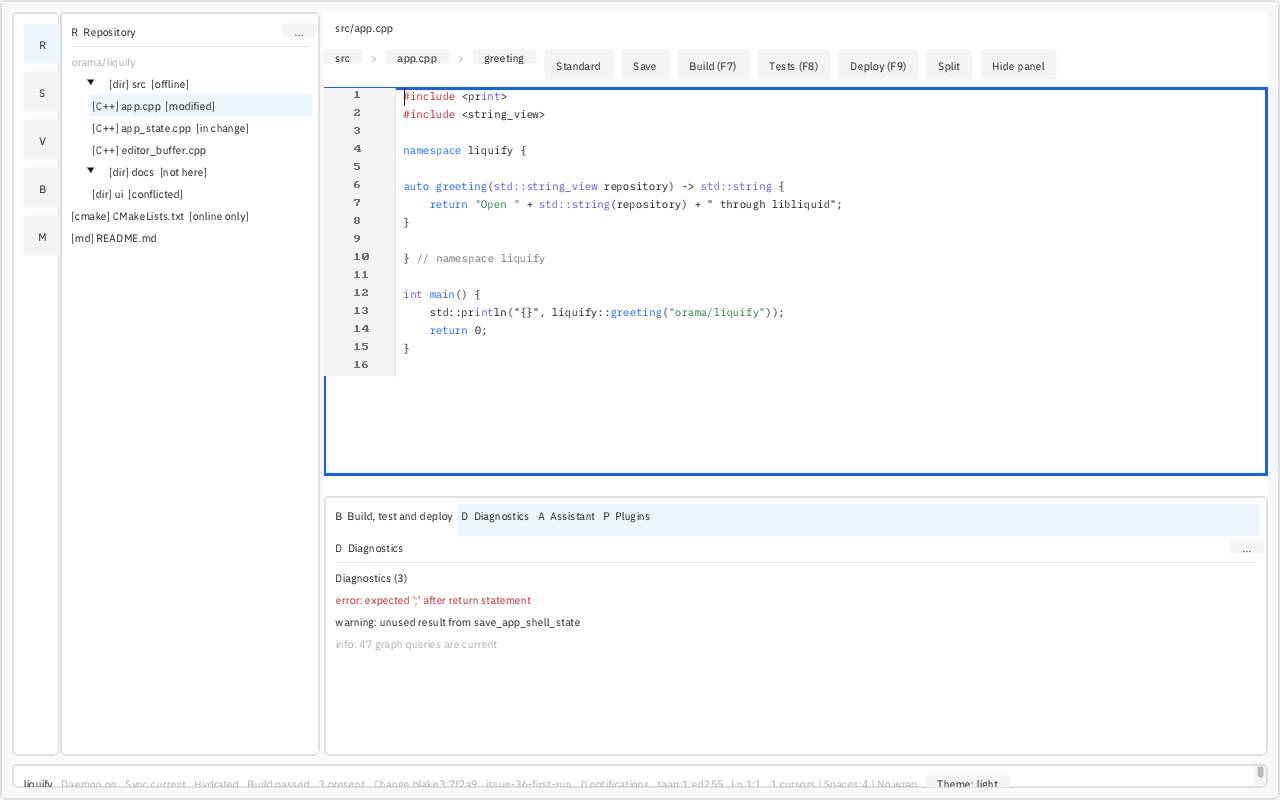 R
S
V
B
M
R Repository
...
orama/liquify
▼ [dir] src [offline]
[C++] app.cpp [modified]
[C++] app_state.cpp [in change]
[C++] editor_buffer.cpp
▼ [dir] docs [not here]
[dir] ui [conflicted]
[cmake] CMakeLists.txt [online only]
[md] README.md
src/app.cpp
src > app.cpp > greeting Standard Save Build (F7) Tests (F8) Deploy (F9) Split Hide panel
1 #include <print>
2 #include <string_view>
3
4 namespace liquify {
5
6 auto greeting(std::string_view repository) -> std::string {
7     return "Open " + std::string(repository) + " through libliquid";
8 }
9
10 } // namespace liquify
11
12 int main() {
13     std::println("{}", liquify::greeting("orama/liquify"));
14     return 0;
15 }
16
B Build, test and deploy D Diagnostics A Assistant P Plugins
D Diagnostics ...
Diagnostics (3)
error: expected ';' after return statement
warning: unused result from save_app_shell_state
info: 47 graph queries are current
liquify Daemon on Sync current Hydrated Build passed 3 present Change blake3:7f2a9 issue-36-first-run 0 notifications taap:1:ed255 Ln 1:1 1 cursors | Spaces:4 | No wrap Theme: light